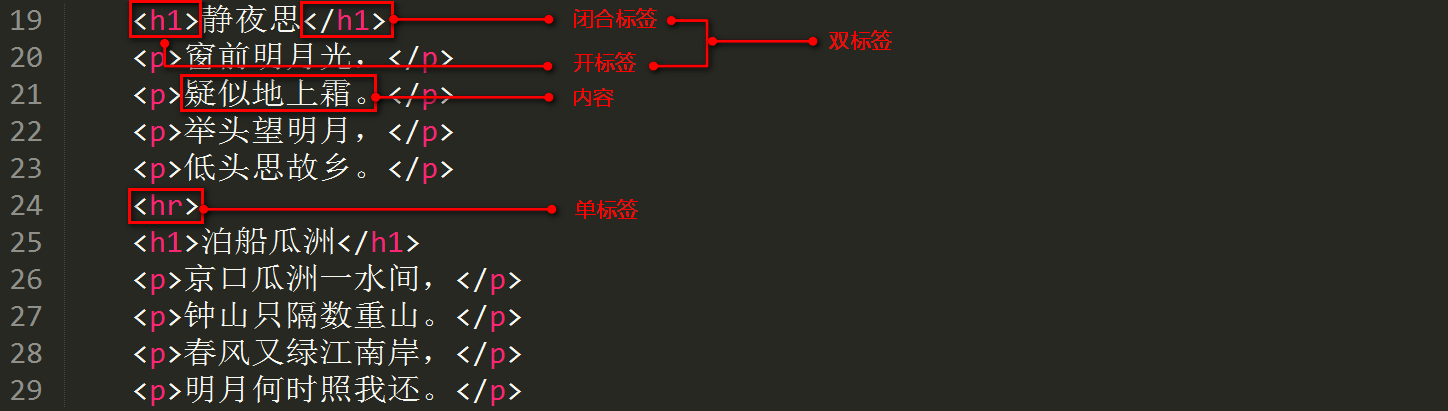 19 <h1>静夜思</h1> 闭合标签
双标签
20 <p>窗前明月光，</p> 开标签
21 <p>疑似地上霜。</p> 内容
22 <p>举头望明月，</p>
23 <p>低头思故乡。</p>
24 <hr> 单标签
25 <h1>泊船瓜洲</h1>
26 <p>京口瓜洲一水间，</p>
27 <p>钟山只隔数重山。</p>
28 <p>春风又绿江南岸，</p>
29 <p>明月何时照我还。</p>